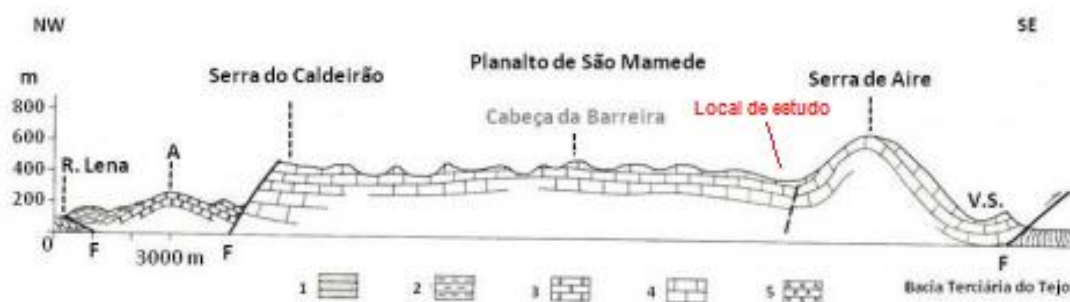 NW
SE
Planalto de São Mamede
m
Serra do Caldeirão
Serra de Aire
Local de estudo
800
Cabeça da Barreira
600
R. Lena
A
400
200
V.S.
0
F
3000 m
F
F
1
2
3
4
5
Bacia Terciária do Tejo